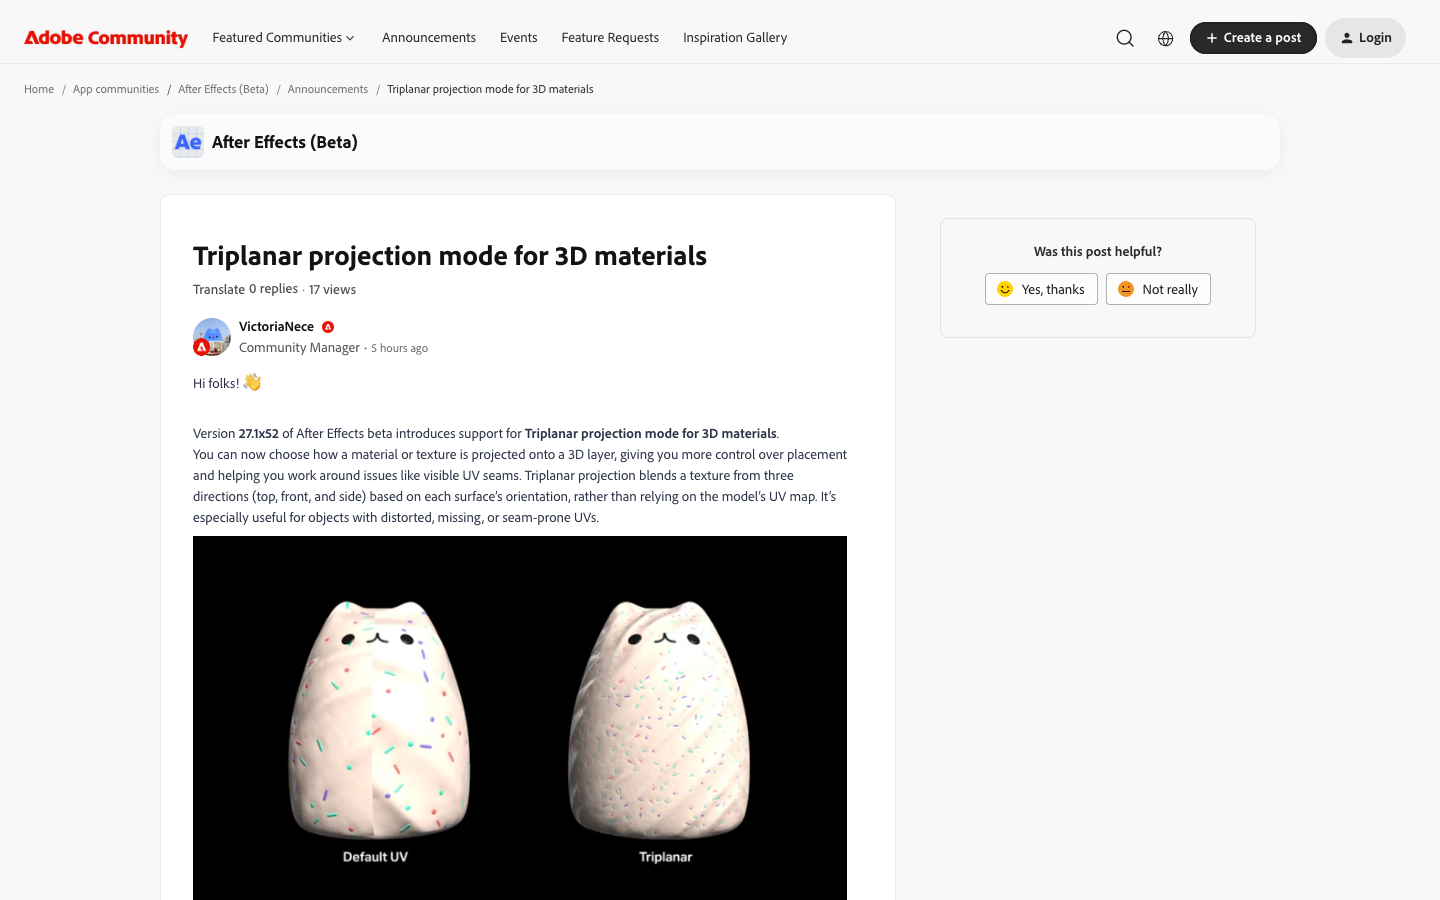 Adobe Community
Featured Communities
Announcements
Events
Feature Requests
Inspiration Gallery
+ Create a post
Login
Home / App communities / After Effects (Beta) / Announcements / Triplanar projection mode for 3D materials
Ae After Effects (Beta)
Triplanar projection mode for 3D materials
Translate 0 replies · 17 views
VictoriaNece
Community Manager · 5 hours ago
Hi folks! 👋
Version 27.1x52 of After Effects beta introduces support for Triplanar projection mode for 3D materials.
You can now choose how a material or texture is projected onto a 3D layer, giving you more control over placement
and helping you work around issues like visible UV seams. Triplanar projection blends a texture from three
directions (top, front, and side) based on each surface’s orientation, rather than relying on the model’s UV map. It’s
especially useful for objects with distorted, missing, or seam-prone UVs.
Default UV
Triplanar
Was this post helpful?
Yes, thanks
Not really